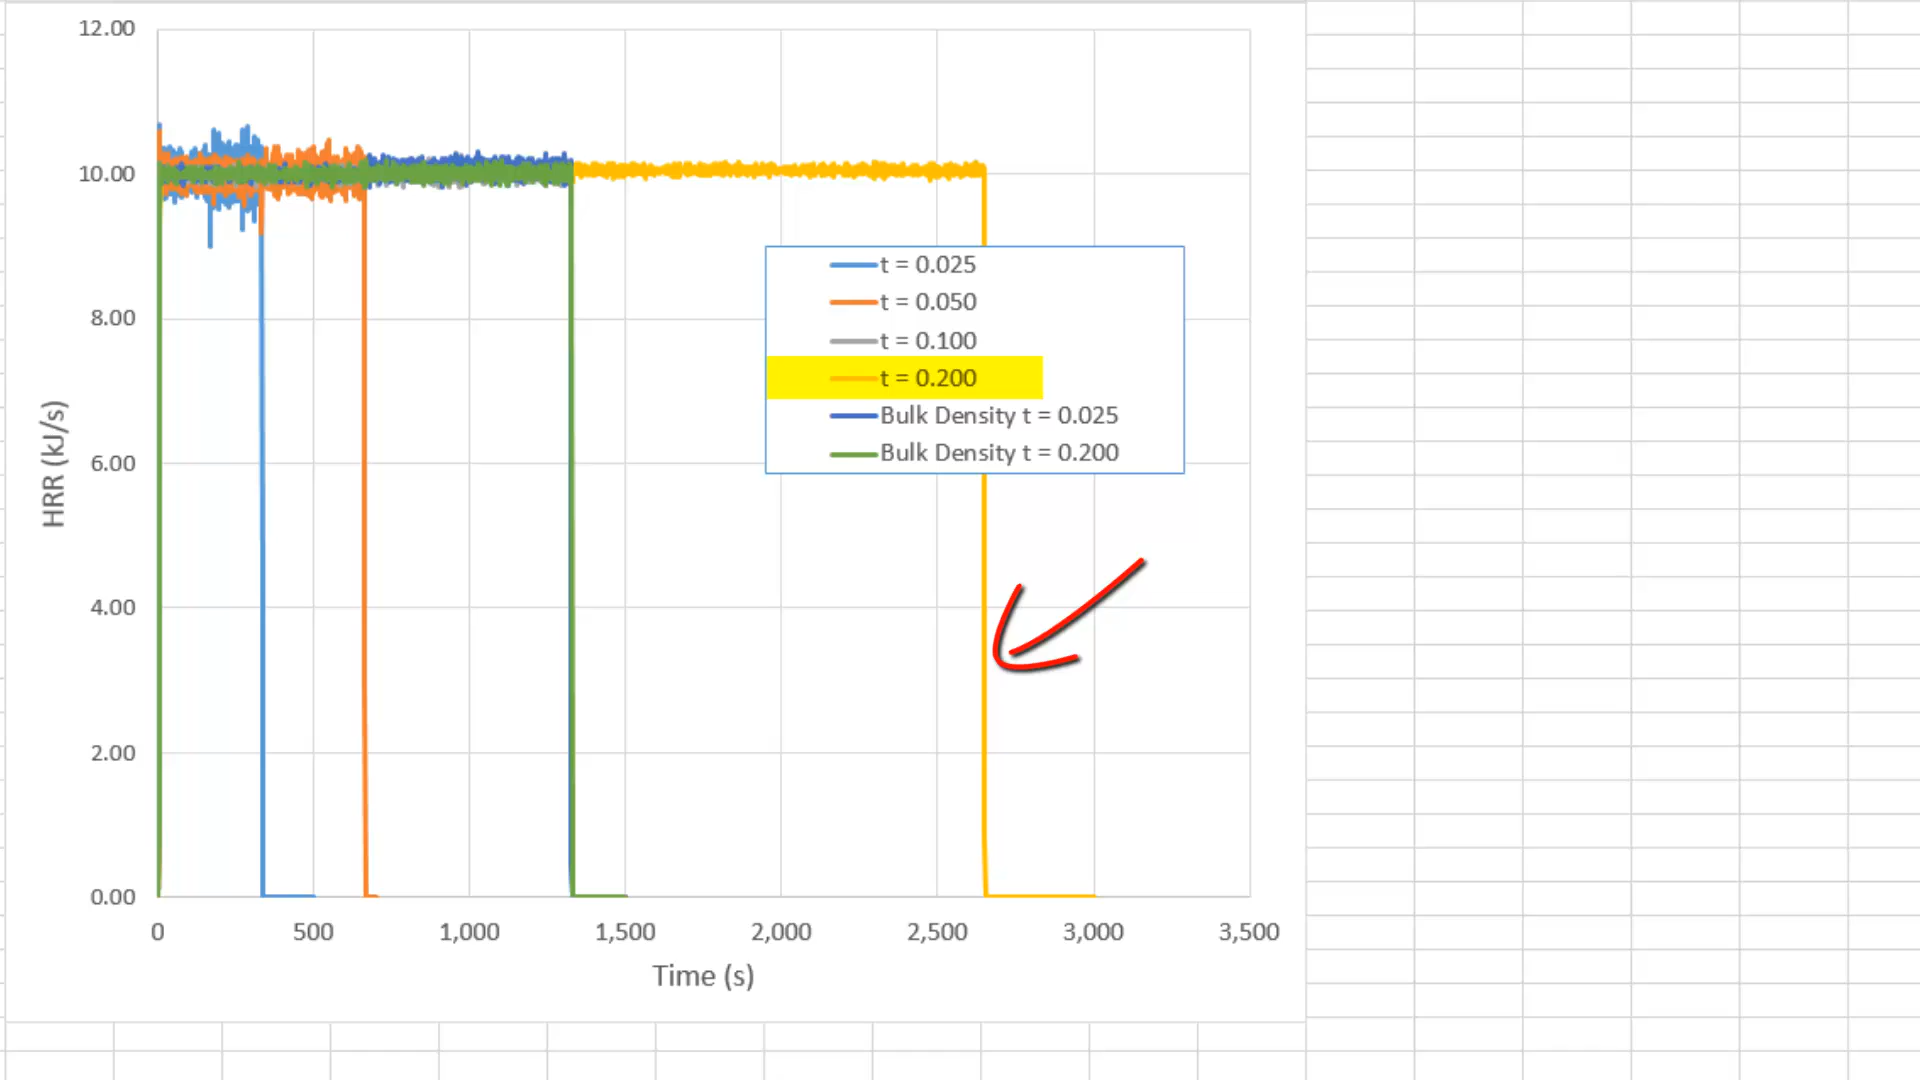 12.00
10.00
8.00
6.00
4.00
2.00
0.00
HRR (kJ/s)
t = 0.025
t = 0.050
t = 0.100
t = 0.200
Bulk Density t = 0.025
Bulk Density t = 0.200
0 500 1,000 1,500 2,000 2,500 3,000 3,500
Time (s)